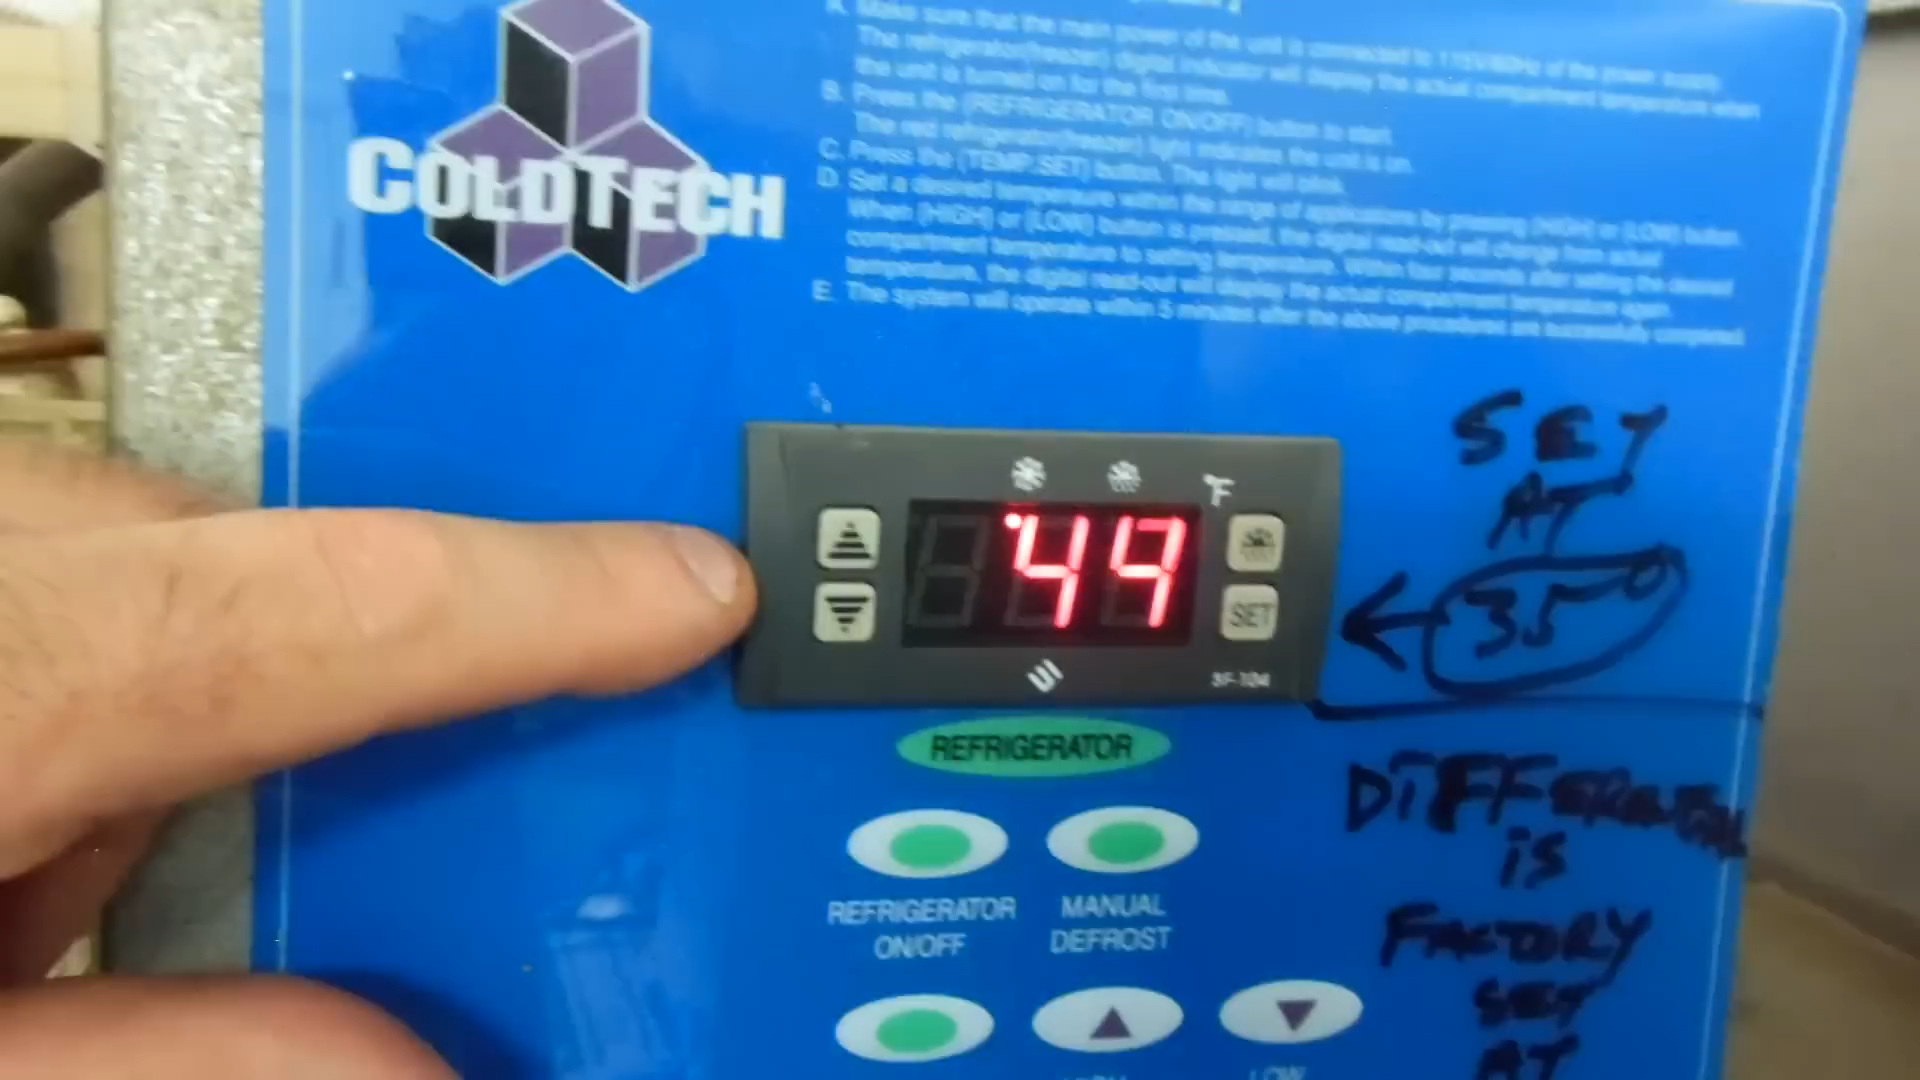 A. Make sure that the main power of the unit is connected to 115V/60Hz of the power supply.
The refrigerator(freezer) digital indicator will display the actual compartment temperature when
the unit is turned on for the first time.
B. Press the (REFRIGERATOR ON/OFF) button to start.
The red refrigerator(freezer) light indicates the unit is on.
C. Press the (TEMP.SET) button. The light will blink.
D. Set a desired temperature within the range of applications by pressing (HIGH) or (LOW) button.
When (HIGH) or (LOW) button is pressed, the digital read-out will change from actual
compartment temperature to setting temperature. Within four seconds after setting the desired
temperature, the digital read-out will display the actual compartment temperature again.
E. The system will operate within 5 minutes after the above procedures are successfully completed.
COLDTECH
°F
49
SET
SF-104
SET
AT
35°
REFRIGERATOR
REFRIGERATOR
ON/OFF
MANUAL
DEFROST
LOW
DIFFERENTIAL
IS
FACTORY
SET
AT